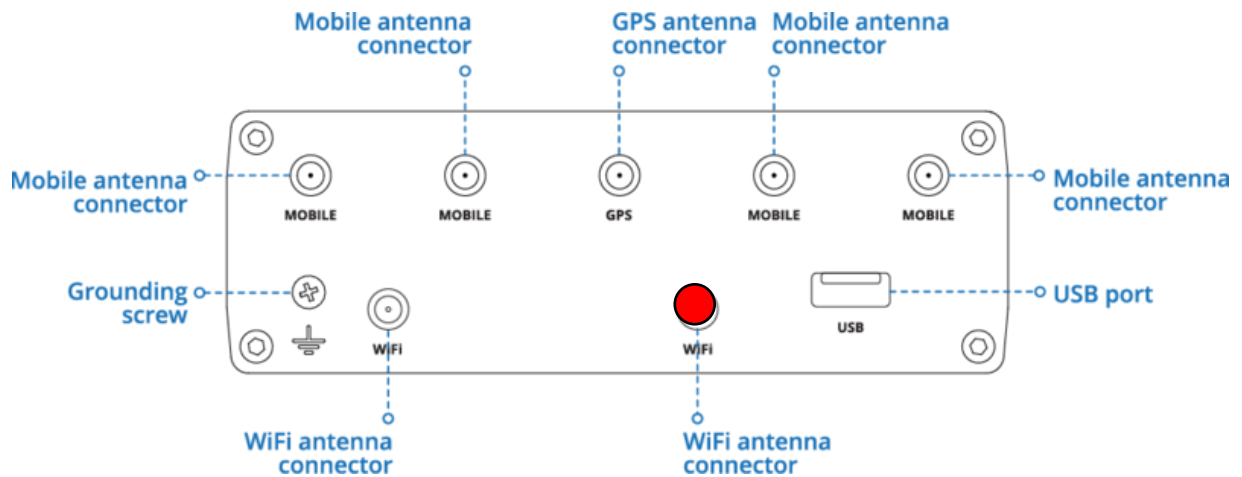 Mobile antenna
connector
GPS antenna
connector
Mobile antenna
connector
Mobile antenna
connector
MOBILE
MOBILE
GPS
MOBILE
MOBILE
Mobile antenna
connector
Grounding
screw
WiFi
WiFi
USB
USB port
WiFi antenna
connector
WiFi antenna
connector